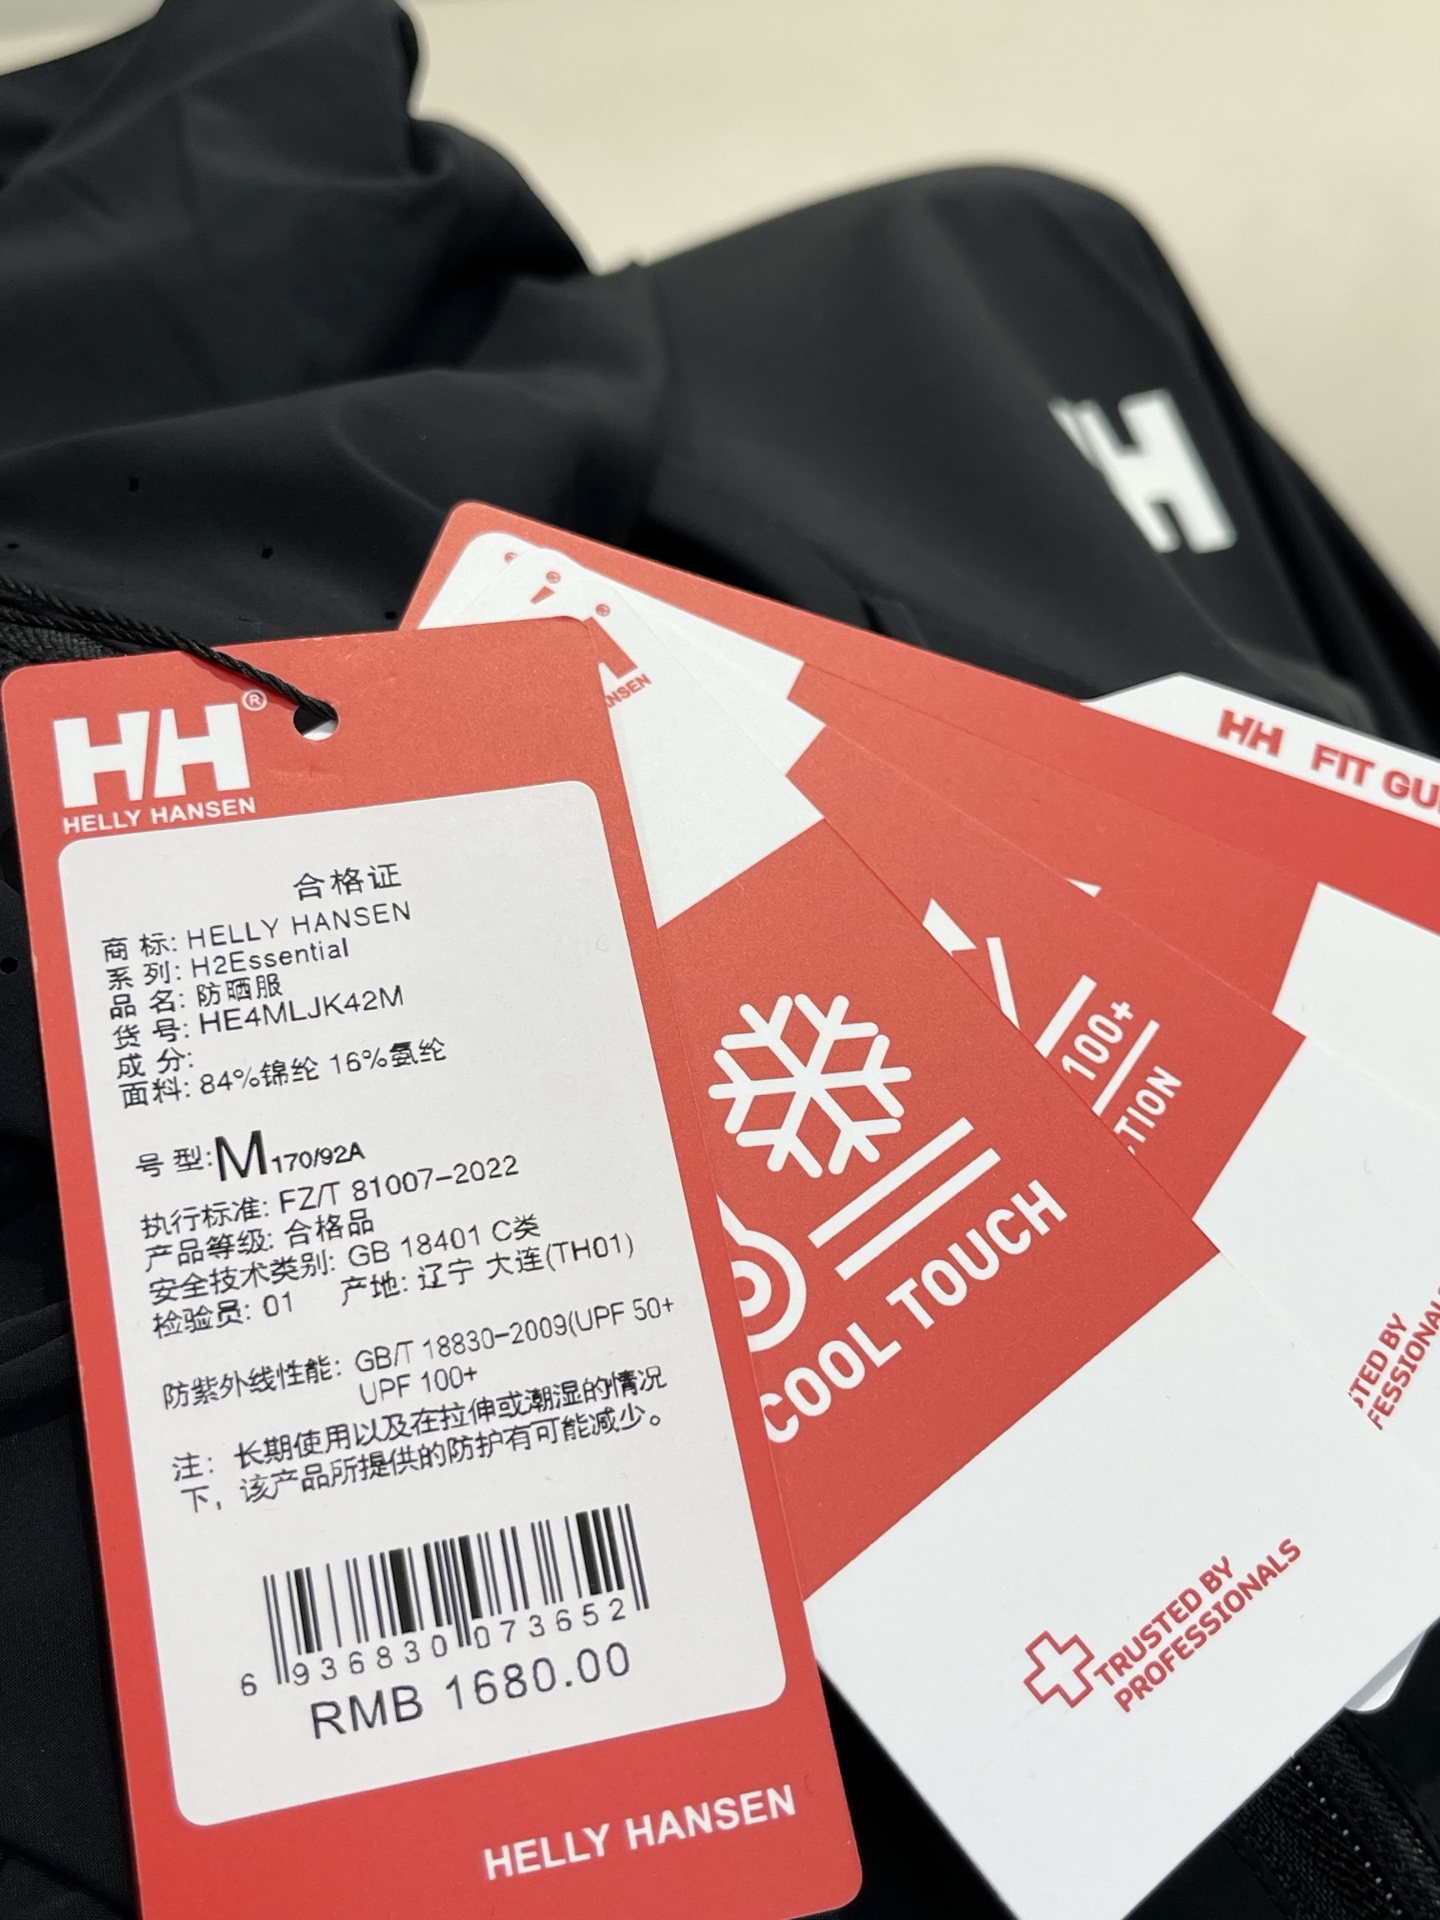 HH®
HELLY HANSEN
合格证
商 标: HELLY HANSEN
系 列: H2Essential
品 名: 防晒服
货 号: HE4MLJK42M
成 分:
面料: 84%锦纶 16%氨纶
号 型: M 170/92A
执行标准: FZ/T 81007-2022
产品等级: 合格品
安全技术类别: GB 18401 C类
检验员: 01 产地: 辽宁 大连(TH01)
防紫外线性能: GB/T 18830-2009(UPF 50+
UPF 100+
注： 长期使用以及在拉伸或潮湿的情况
下，该产品所提供的防护有可能减少。
6 936830 073652
RMB 1680.00
HELLY HANSEN
COOL TOUCH
TRUSTED BY
PROFESSIONALS
100+
HH FIT
HH